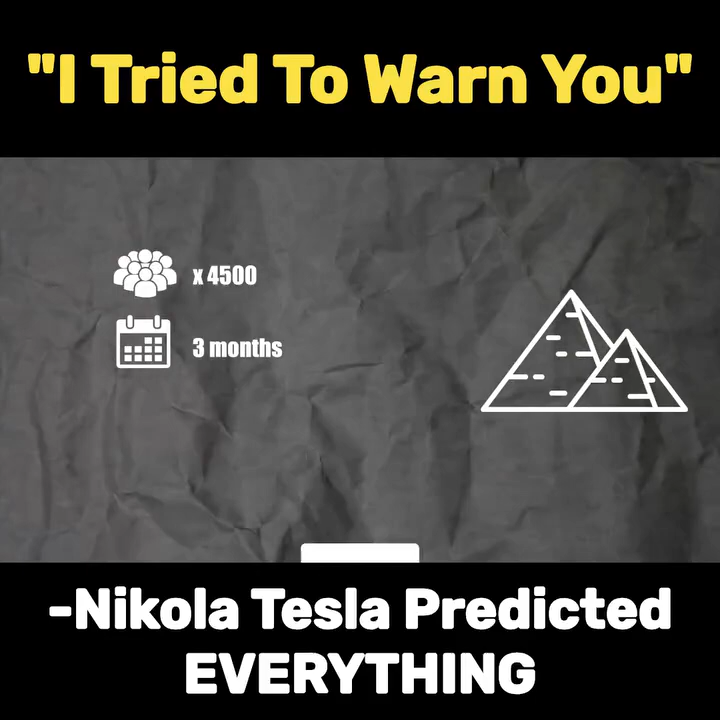 "I Tried To Warn You"
x 4500
3 months
-Nikola Tesla Predicted
EVERYTHING